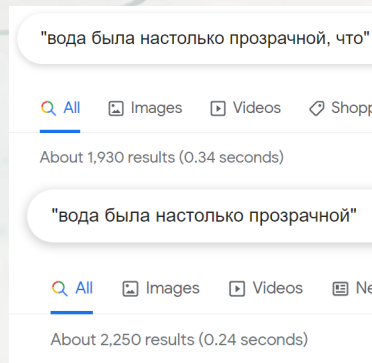 "вода была настолько прозрачной, что"
All Images Videos Shopp
About 1,930 results (0.34 seconds)
"вода была настолько прозрачной"
All Images Videos Ne
About 2,250 results (0.24 seconds)